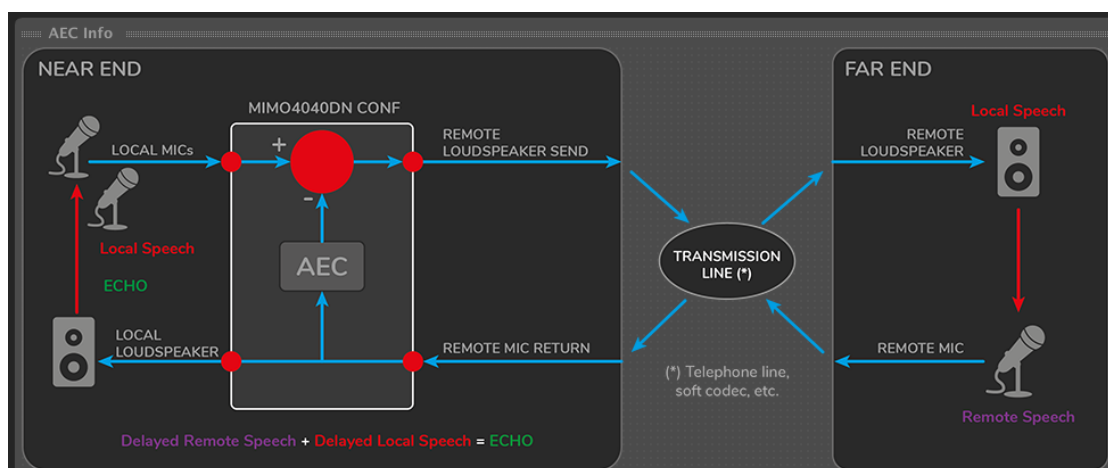 AEC Info
NEAR END
MIMO4040DN CONF
LOCAL MICs
+
-
REMOTE
LOUDSPEAKER SEND
Local Speech
ECHO
AEC
LOCAL
LOUDSPEAKER
REMOTE MIC RETURN
Delayed Remote Speech + Delayed Local Speech = ECHO
TRANSMISSION
LINE (*)
(*) Telephone line,
soft codec, etc.
FAR END
Local Speech
REMOTE
LOUDSPEAKER
REMOTE MIC
Remote Speech